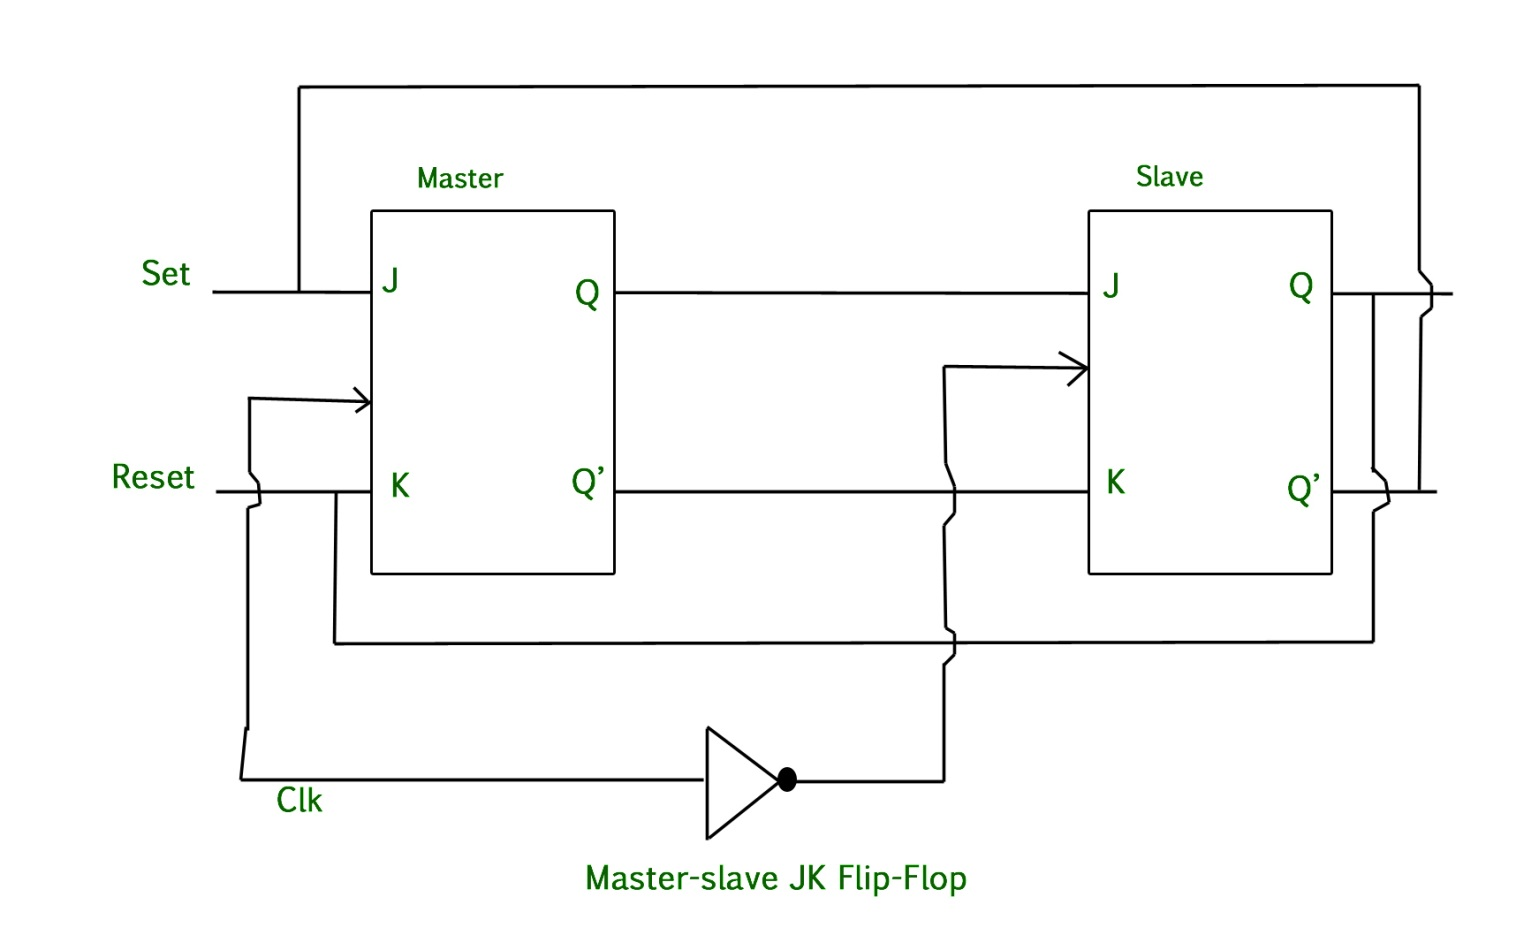 Master
Slave
Set
J
Q
J
Q
Reset
K
Q’
K
Q’
Clk
Master-slave JK Flip-Flop